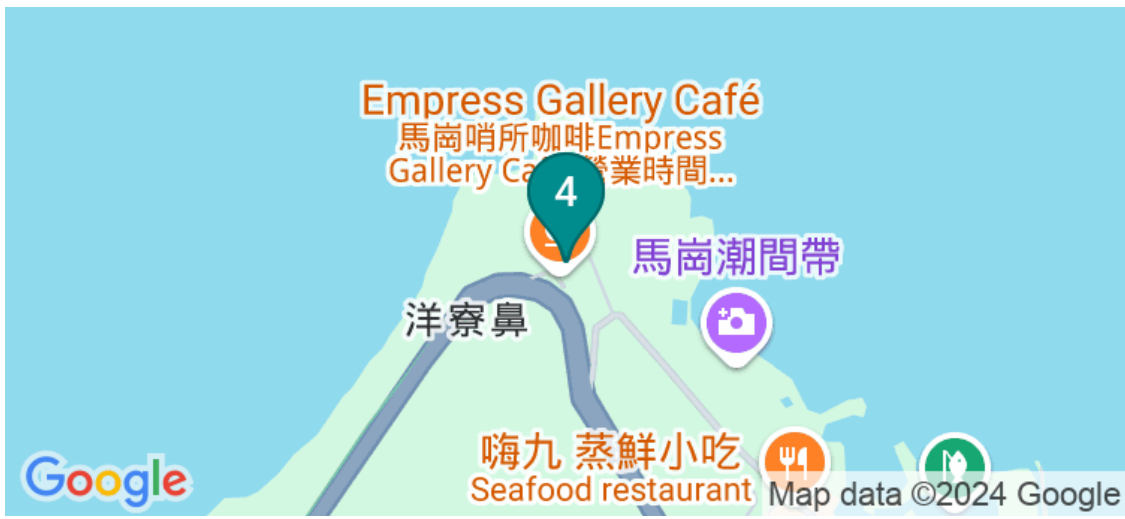 Empress Gallery Café
馬崗哨所咖啡Empress
Gallery Ca 營業時間...
4
馬崗潮間帶
洋寮鼻
嗨九 蒸鮮小吃
Seafood restaurant
Google
Map data ©2024 Google